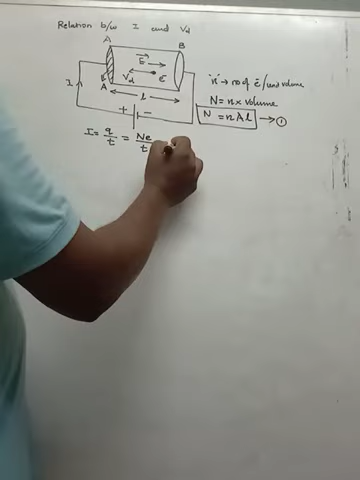 Relation b/w I and Vd
A B
E
I Vd e
A l
+ -
"n" → no of ē/unit volume
N = n x volume
N = nAl → ①
I = q/t = Ne/t